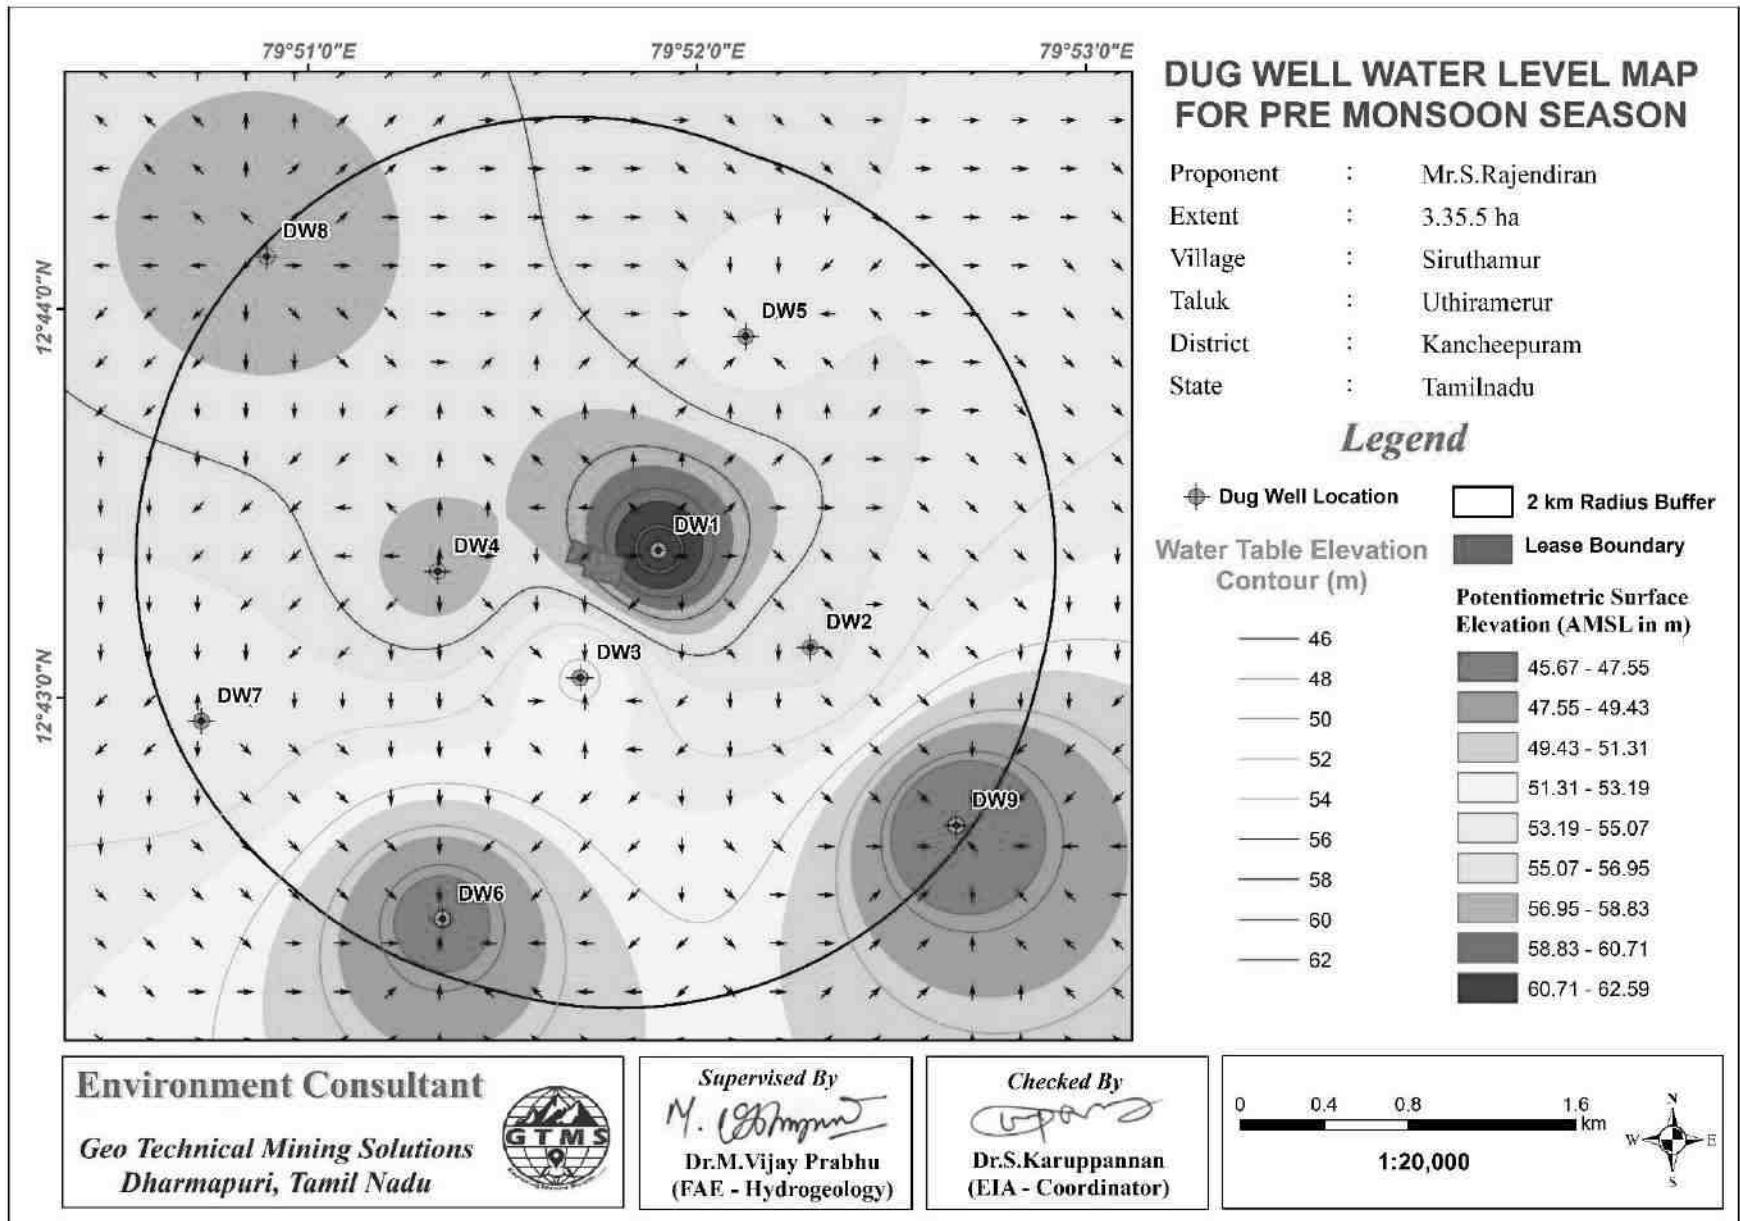 79°51'0"E
79°52'0"E
79°53'0"E
12°44'0"N
12°43'0"N
DW8
DW5
DW1
DW4
DW2
DW3
DW7
DW9
DW6
DUG WELL WATER LEVEL MAP
FOR PRE MONSOON SEASON
Proponent : Mr.S.Rajendiran
Extent : 3.35.5 ha
Village : Siruthamur
Taluk : Uthiramerur
District : Kancheepuram
State : Tamilnadu
Legend
Dug Well Location
2 km Radius Buffer
Lease Boundary
Water Table Elevation
Contour (m)
46
48
50
52
54
56
58
60
62
Potentiometric Surface
Elevation (AMSL in m)
45.67 - 47.55
47.55 - 49.43
49.43 - 51.31
51.31 - 53.19
53.19 - 55.07
55.07 - 56.95
56.95 - 58.83
58.83 - 60.71
60.71 - 62.59
Environment Consultant
Geo Technical Mining Solutions
Dharmapuri, Tamil Nadu
GTMS
Supervised By
Dr.M.Vijay Prabhu
(FAE - Hydrogeology)
Checked By
Dr.S.Karuppannan
(EIA - Coordinator)
0 0.4 0.8 1.6
km
1:20,000
N
W E
S